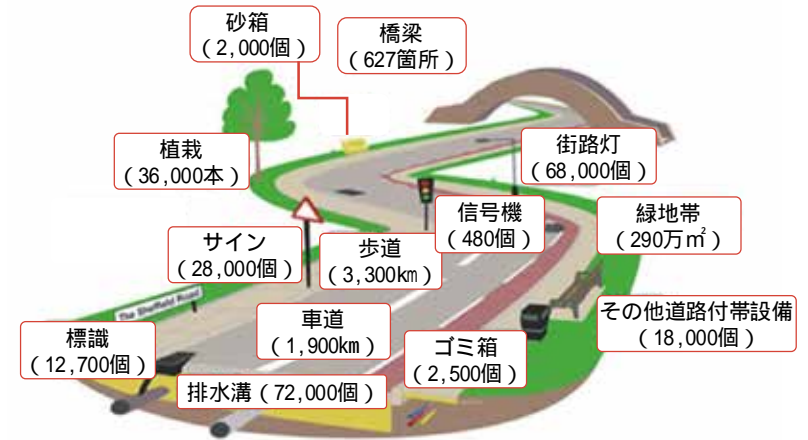 砂箱
(2,000個)
橋梁
(627箇所)
植栽
(36,000本)
街路灯
(68,000個)
信号機
(480個)
緑地帯
(290万㎡)
サイン
(28,000個)
歩道
(3,300km)
The Sheffield Road
その他道路付帯設備
(18,000個)
車道
(1,900km)
標識
(12,700個)
ゴミ箱
(2,500個)
排水溝(72,000個)